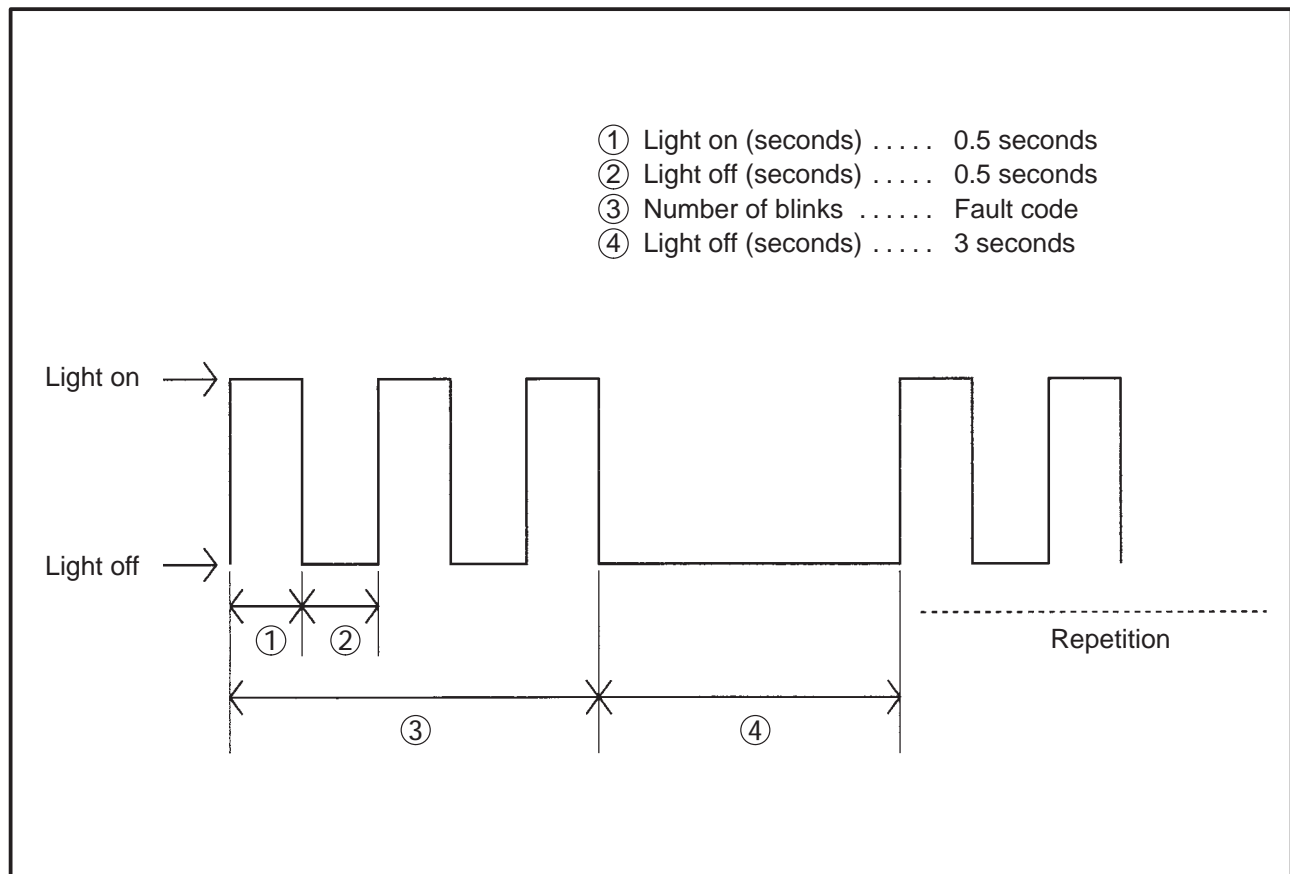 ① Light on (seconds) ..... 0.5 seconds
② Light off (seconds) ..... 0.5 seconds
③ Number of blinks ...... Fault code
④ Light off (seconds) ..... 3 seconds
Light on
Light off
① ②
Repetition
③ ④